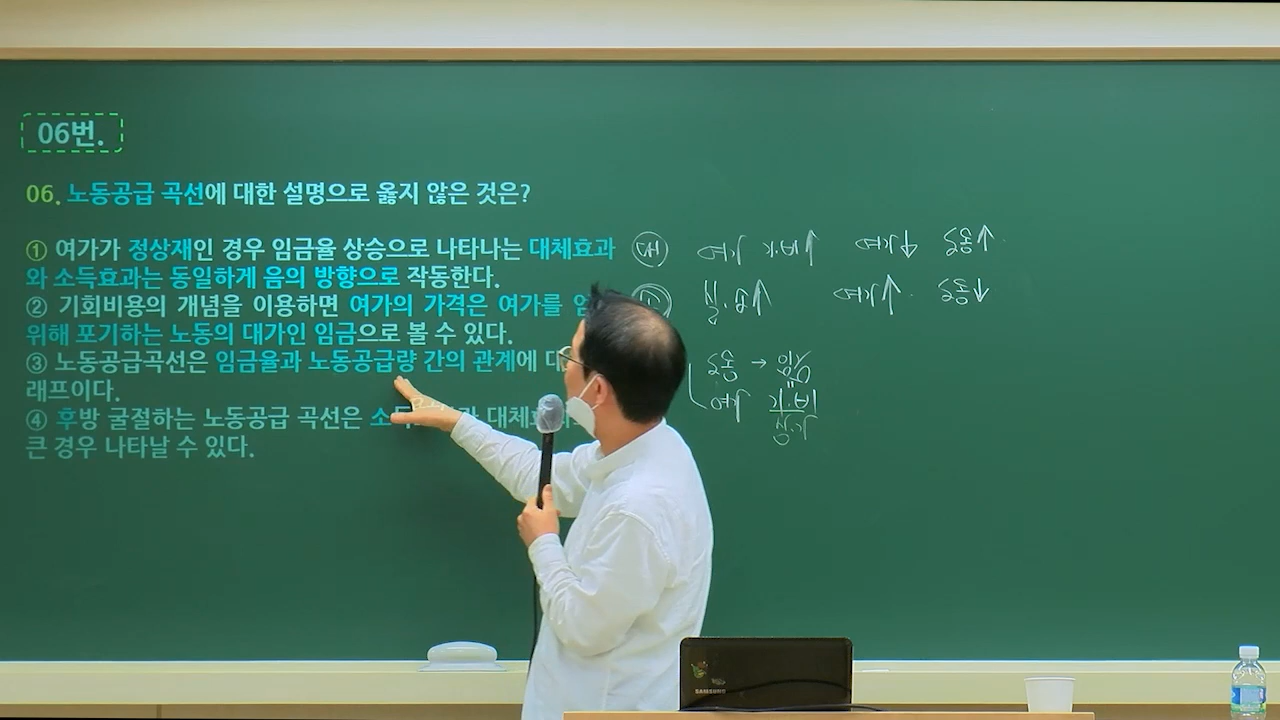 06번.
06. 노동공급 곡선에 대한 설명으로 옳지 않은 것은?
① 여가가 정상재인 경우 임금율 상승으로 나타나는 대체효과
와 소득효과는 동일하게 음의 방향으로 작동한다.
② 기회비용의 개념을 이용하면 여가의 가격은 여가를
위해 포기하는 노동의 대가인 임금으로 볼 수 있다.
③ 노동공급곡선은 임금율과 노동공급량 간의 관계에
래프이다.
④ 후방 굴절하는 노동공급 곡선은 대체
큰 경우 나타날 수 있다.
대 여가 기.비↑ 여가↓ 노동↑
실.소↑ 여가↑ 노동↓
노동 → 임금
여가 기.비
SAMSUNG